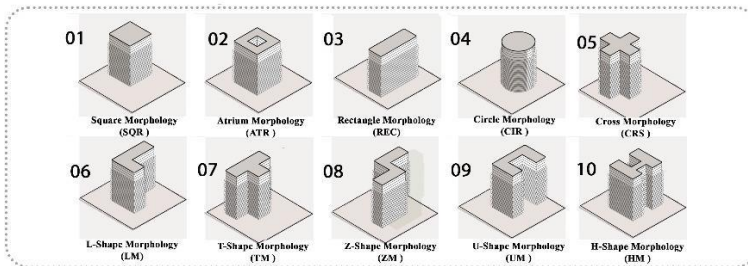 01
02
03
04
05
Square Morphology
(SQR )
Atrium Morphology
(ATR )
Rectangle Morphology
(REC)
Circle Morphology
(CIR )
Cross Morphology
(CRS )
06
07
08
09
10
L-Shape Morphology
(LM)
T-Shape Morphology
(TM )
Z-Shape Morphology
(ZM)
U-Shape Morphology
(UM )
H-Shape Morphology
(HM)